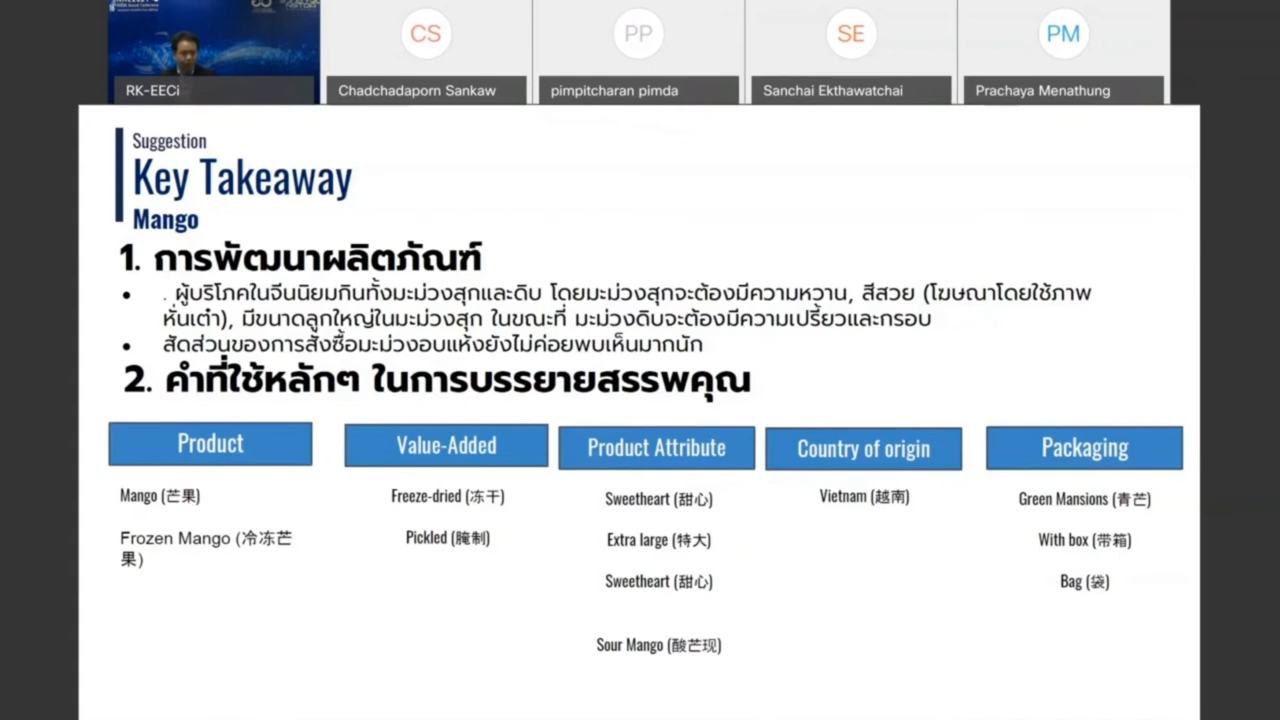 CS
PP
SE
PM
RK-EECi
Chadchadaporn Sankaw
pimpitcharan pimda
Sanchai Ekthawatchai
Prachaya Menathung
Suggestion
Key Takeaway
Mango
1. การพัฒนาผลิตภัณฑ์
• . ผู้บริโภคในจีนนิยมกินทั้งมะม่วงสุกและดิบ โดยมะม่วงสุกจะต้องมีความหวาน, สีสวย (โฆษณาโดยใช้ภาพ
หั่นเต๋า), มีขนาดลูกใหญ่ในมะม่วงสุก ในขณะที่ มะม่วงดิบจะต้องมีความเปรี้ยวและกรอบ
• สัดส่วนของการสั่งซื้อมะม่วงอบแห้งยังไม่ค่อยพบเห็นมากนัก
2. คำที่ใช้หลักๆ ในการบรรยายสรรพคุณ
Product
Value-Added
Product Attribute
Country of origin
Packaging
Mango (芒果)
Freeze-dried (冻干)
Sweetheart (甜心)
Vietnam (越南)
Green Mansions (青芒)
Frozen Mango (冷冻芒
果)
Pickled (腌制)
Extra large (特大)
With box (带箱)
Sweetheart (甜心)
Bag (袋)
Sour Mango (酸芒现)